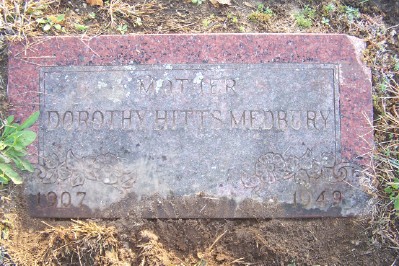 MOTHER
DOROTHY HITTS MEDBURY
1907 1949